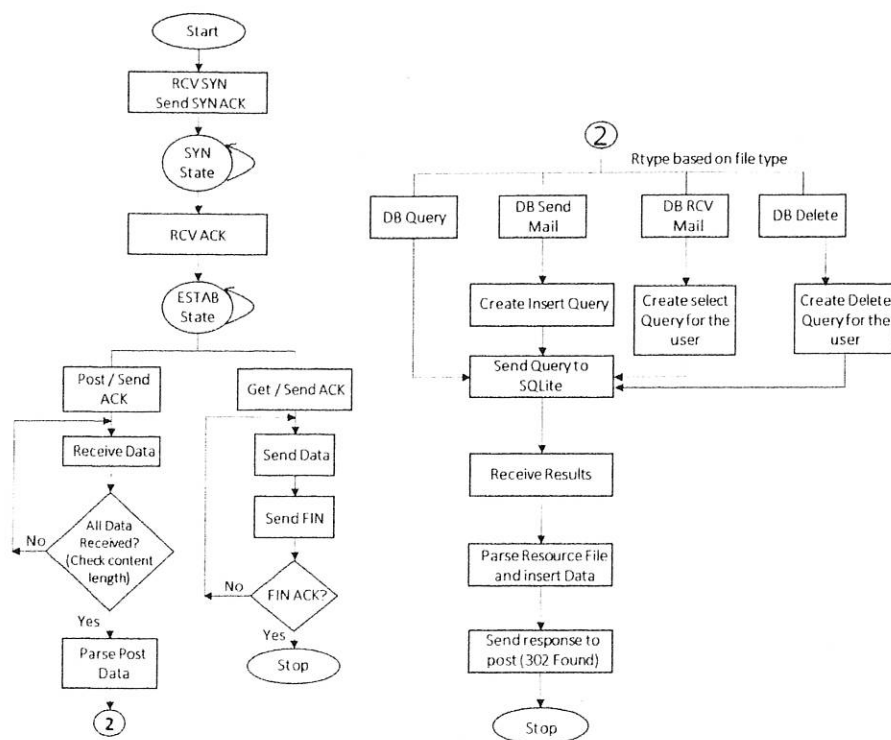 Start
RCV SYN
Send SYN ACK
SYN
State
RCV ACK
ESTAB
State
Post / Send
ACK
Receive Data
All Data
Received?
(Check content
length)
No
Yes
Parse Post
Data
2
Get / Send ACK
Send Data
Send FIN
FIN ACK?
No
Yes
Stop
2
Rtype based on file type
DB Query
DB Send
Mail
DB RCV
Mail
DB Delete
Create Insert Query
Create select
Query for the
user
Create Delete
Query for the
user
Send Query to
SQLite
Receive Results
Parse Resource File
and insert Data
Send response to
post (302 Found)
Stop